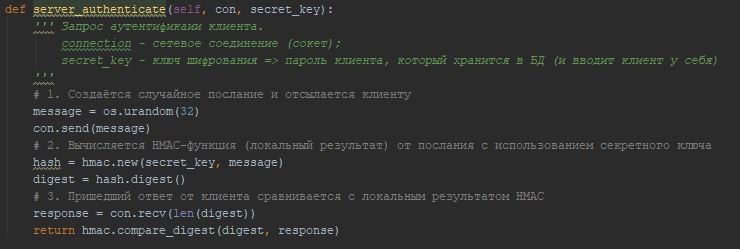 def server_authenticate(self, con, secret_key):
''' Запрос аутентификаии клиента.
connection - сетевое соединение (сокет);
secret_key - ключ шифрования => пароль клиента, который хранится в БД (и вводит клиент у себя)
'''
# 1. Создаётся случайное послание и отсылается клиенту
message = os.urandom(32)
con.send(message)
# 2. Вычисляется HMAC-функция (локальный результат) от послания с использованием секретного ключа
hash = hmac.new(secret_key, message)
digest = hash.digest()
# 3. Пришедший ответ от клиента сравнивается с локальным результатом HMAC
response = con.recv(len(digest))
return hmac.compare_digest(digest, response)